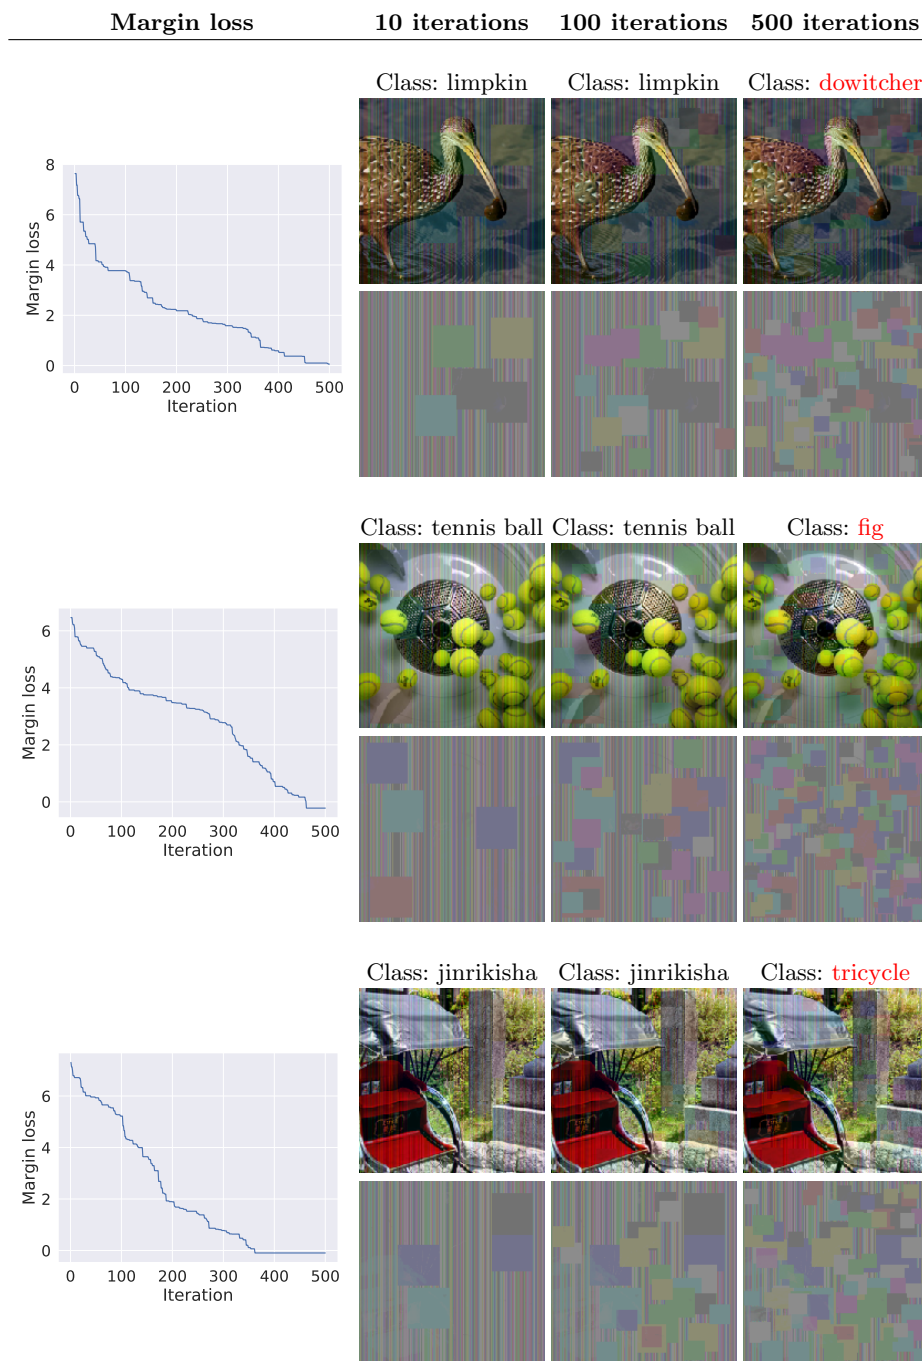 Margin loss 10 iterations 100 iterations 500 iterations
Class: limpkin Class: limpkin Class: dowitcher
8
6
4
2
0
Margin loss
0 100 200 300 400 500
Iteration
Class: tennis ball Class: tennis ball Class: fig
6
4
2
0
Margin loss
0 100 200 300 400 500
Iteration
Class: jinrikisha Class: jinrikisha Class: tricycle
6
4
2
0
Margin loss
0 100 200 300 400 500
Iteration